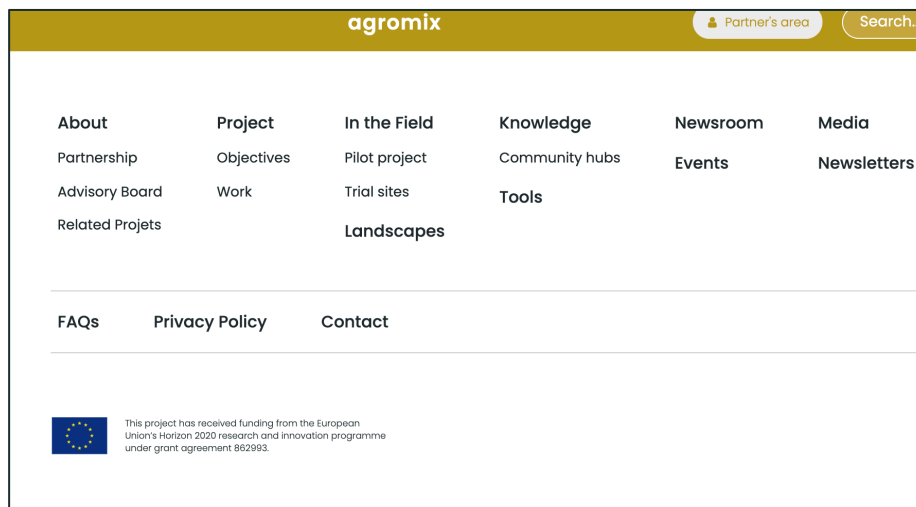 agromix
Partner's area
Search..
About
Partnership
Advisory Board
Related Projets
Project
Objectives
Work
In the Field
Pilot project
Trial sites
Landscapes
Knowledge
Community hubs
Tools
Newsroom
Events
Media
Newsletters
FAQs
Privacy Policy
Contact
This project has received funding from the European
Union's Horizon 2020 research and innovation programme
under grant agreement 862993.